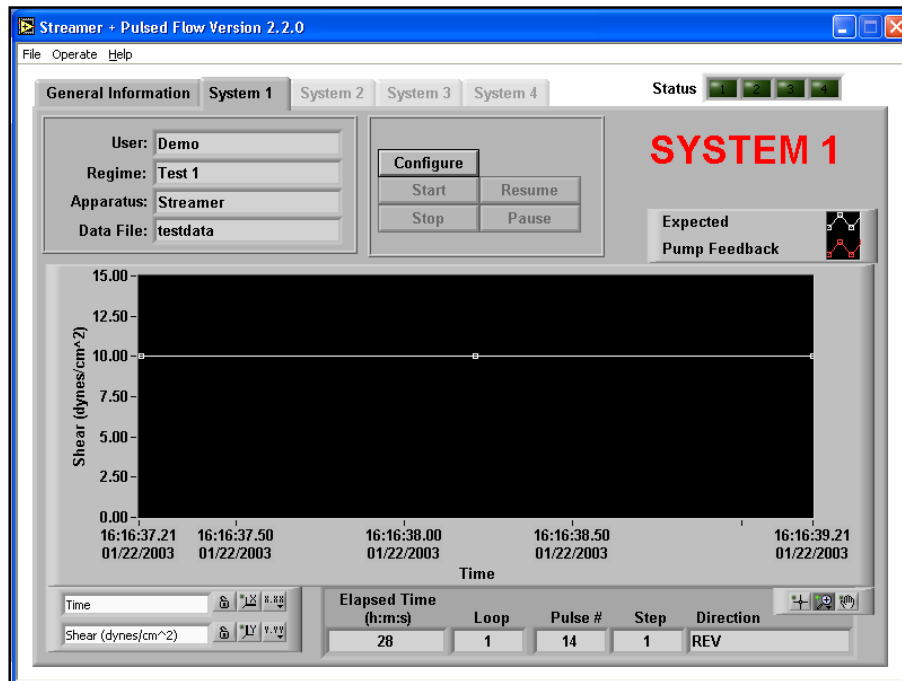 Streamer + Pulsed Flow Version 2.2.0
File Operate Help
General Information System 1 System 2 System 3 System 4
Status 1 2 3 4
User: Demo
Regime: Test 1
Apparatus: Streamer
Data File: testdata
Configure
Start Resume
Stop Pause
SYSTEM 1
Expected
Pump Feedback
Shear (dynes/cm^2)
15.00
12.50
10.00
7.50
5.00
2.50
0.00
16:16:37.21 16:16:37.50 16:16:38.00 16:16:38.50 16:16:39.21
01/22/2003 01/22/2003 01/22/2003 01/22/2003 01/22/2003
Time
Time X X.XX
Shear (dynes/cm^2) Y Y.YY
Elapsed Time
(h:m:s) Loop Pulse # Step Direction
28 1 14 1 REV